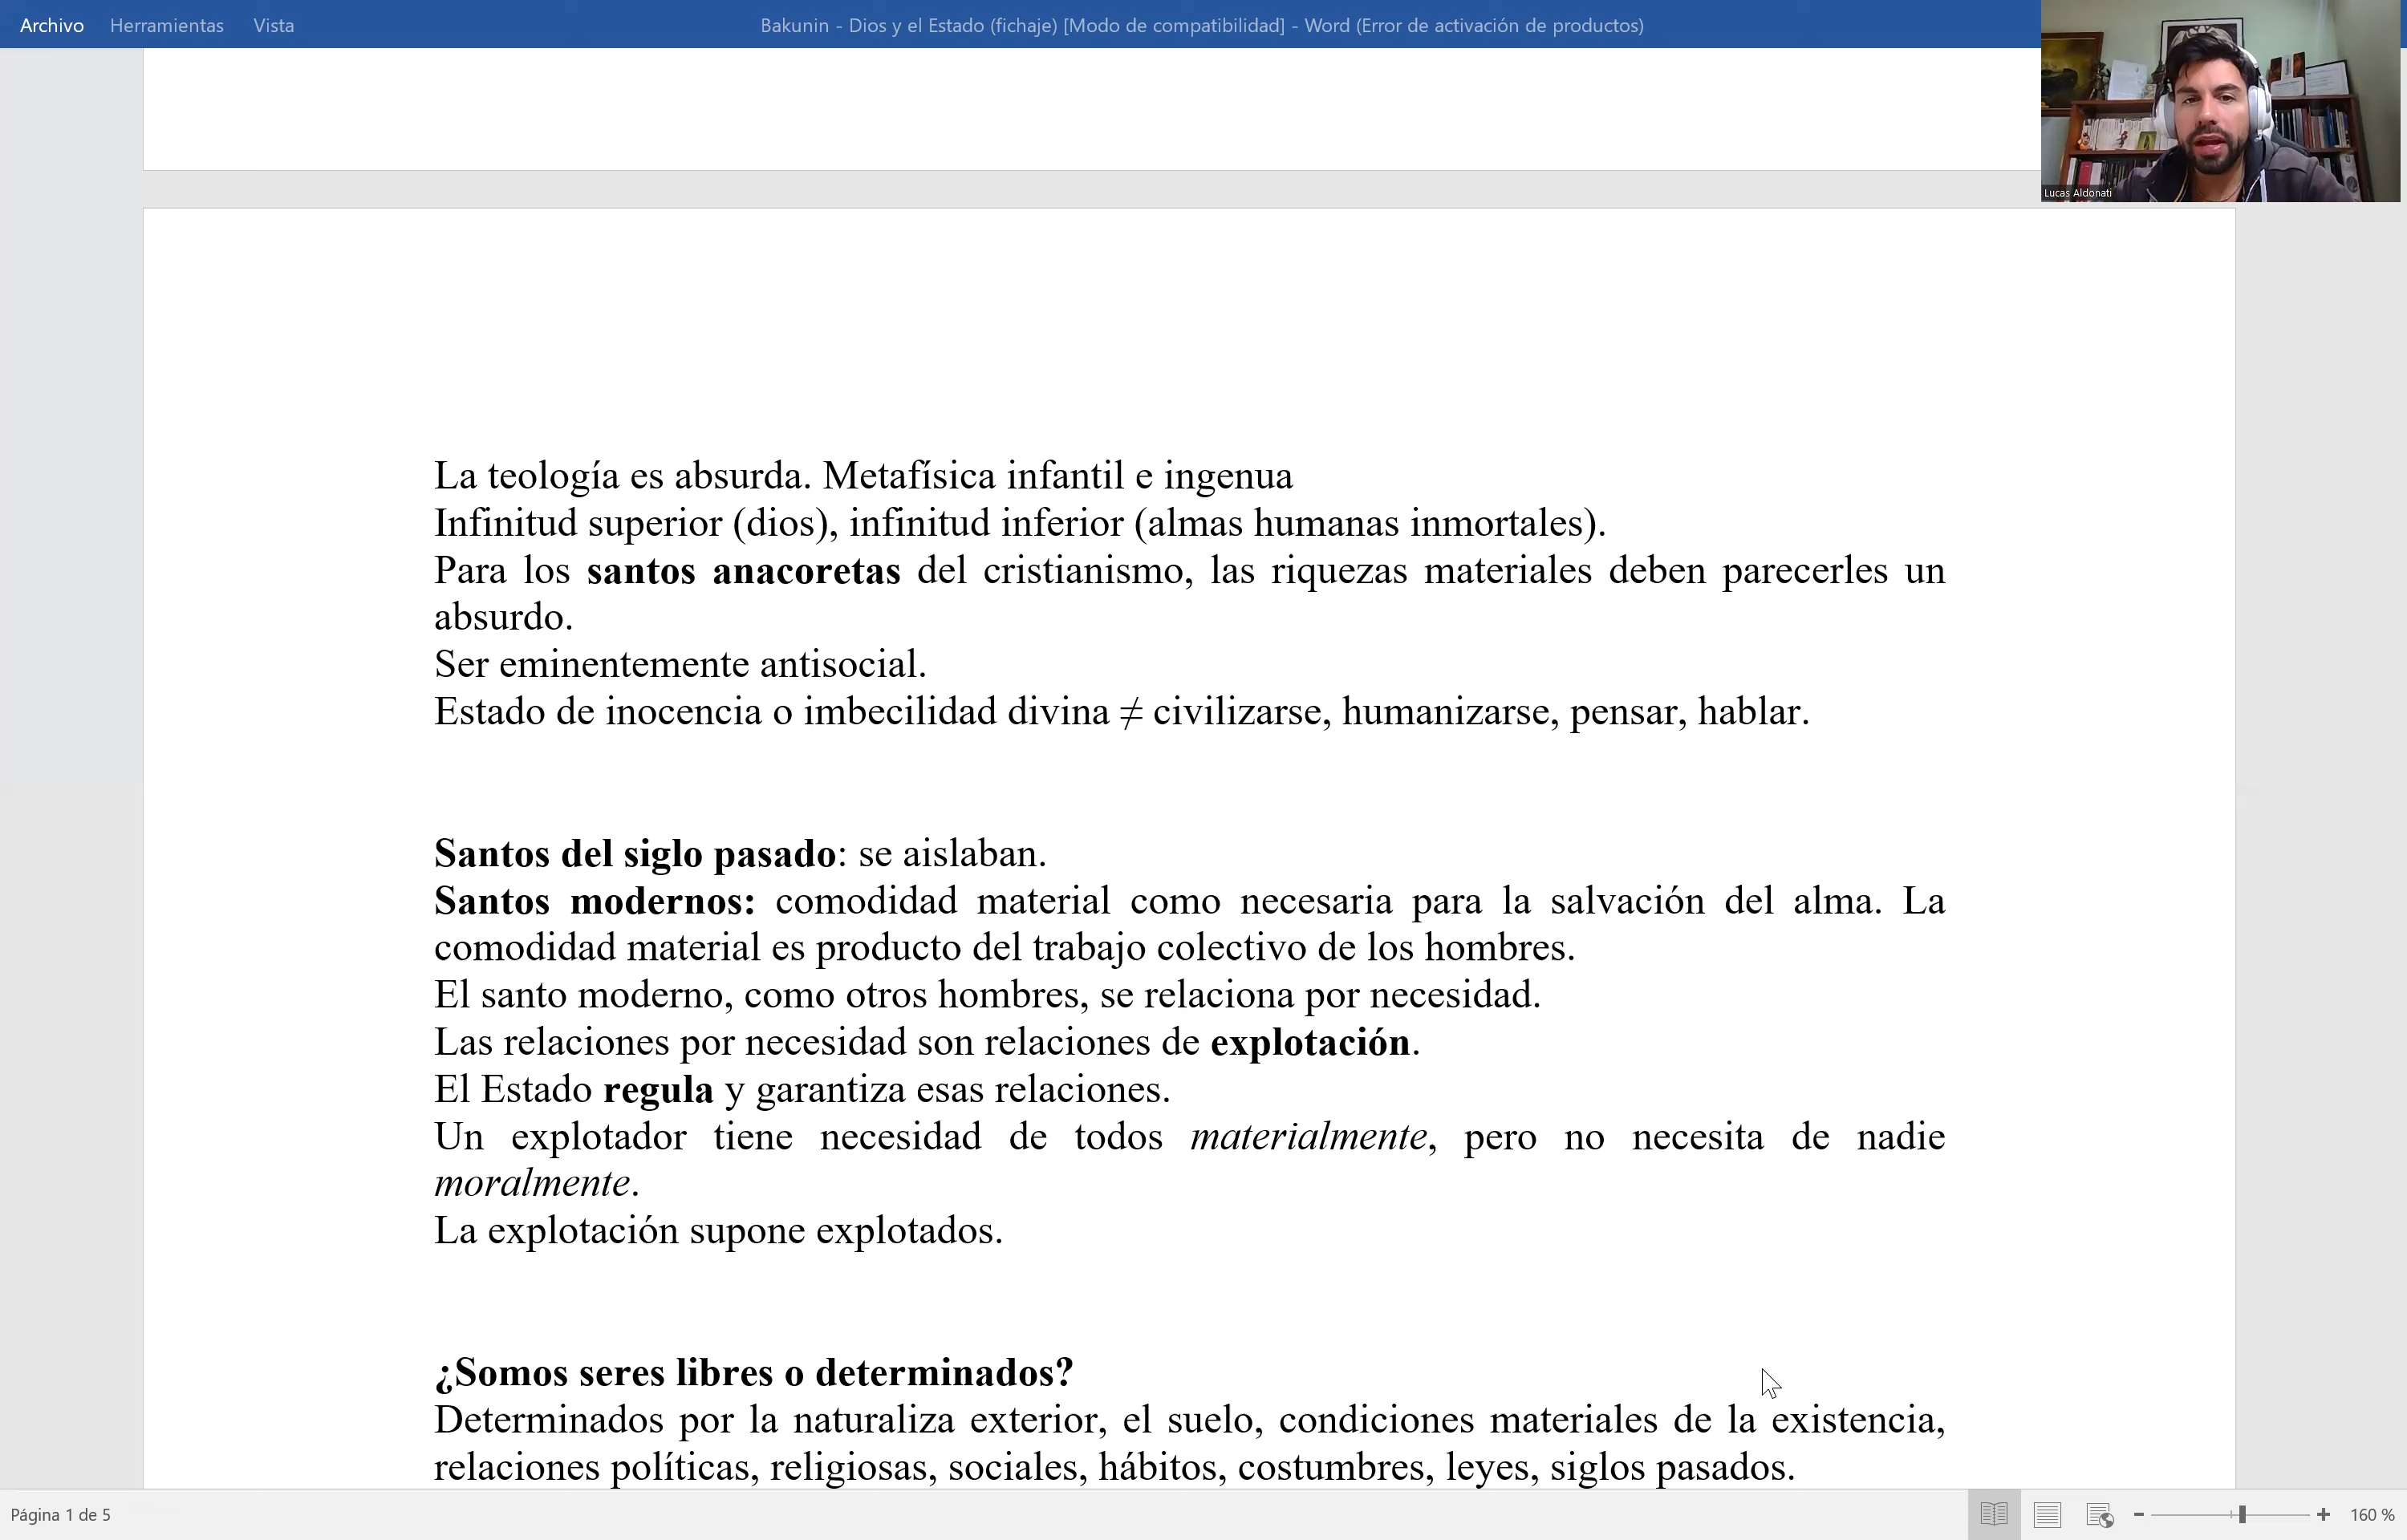 Archivo Herramientas Vista Bakunin - Dios y el Estado (fichaje) [Modo de compatibilidad] - Word (Error de activación de productos)
Lucas Aldonati
La teología es absurda. Metafísica infantil e ingenua
Infinitud superior (dios), infinitud inferior (almas humanas inmortales).
Para los santos anacoretas del cristianismo, las riquezas materiales deben parecerles un
absurdo.
Ser eminentemente antisocial.
Estado de inocencia o imbecilidad divina ≠ civilizarse, humanizarse, pensar, hablar.
Santos del siglo pasado: se aislaban.
Santos modernos: comodidad material como necesaria para la salvación del alma. La
comodidad material es producto del trabajo colectivo de los hombres.
El santo moderno, como otros hombres, se relaciona por necesidad.
Las relaciones por necesidad son relaciones de explotación.
El Estado regula y garantiza esas relaciones.
Un explotador tiene necesidad de todos materialmente, pero no necesita de nadie
moralmente.
La explotación supone explotados.
¿Somos seres libres o determinados?
Determinados por la naturaliza exterior, el suelo, condiciones materiales de la existencia,
relaciones políticas, religiosas, sociales, hábitos, costumbres, leyes, siglos pasados.
Página 1 de 5 160 %